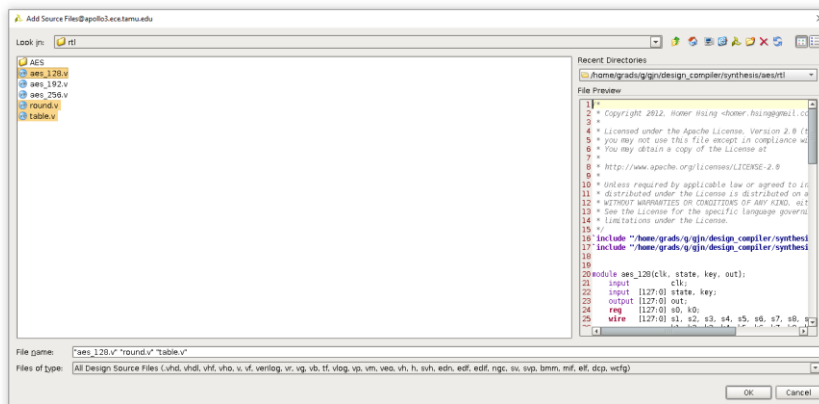 Add Source Files@apollo3.ece.tamu.edu
Look in: rtl
AES
aes_128.v
aes_192.v
aes_256.v
round.v
table.v
Recent Directories
/home/grads/g/gjn/design_compiler/synthesis/aes/rtl
File Preview
1 /*
2 * Copyright 2012, Homer Hsing <homer.hsing@gmail.co
3 *
4 * Licensed under the Apache License, Version 2.0 (t
5 * you may not use this file except in compliance wi
6 * You may obtain a copy of the License at
7 *
8 * http://www.apache.org/licenses/LICENSE-2.0
9 *
10 * Unless required by applicable law or agreed to in
11 * distributed under the License is distributed on a
12 * WITHOUT WARRANTIES OR CONDITIONS OF ANY KIND, eit
13 * See the License for the specific language governi
14 * limitations under the License.
15 */
16 `include "/home/grads/g/gjn/design_compiler/synthesi
17 `include "/home/grads/g/gjn/design_compiler/synthesi
18
19
20 module aes_128(clk, state, key, out);
21 input clk;
22 input [127:0] state, key;
23 output [127:0] out;
24 reg [127:0] s0, k0;
25 wire [127:0] s1, s2, s3, s4, s5, s6, s7, s8, s
File name: "aes_128.v" "round.v" "table.v"
Files of type: All Design Source Files (.vhd, vhdl, vhf, vho, v, vf, verilog, vr, vg, vb, tf, vlog, vp, vm, veo, vh, h, svh, edn, edf, edif, ngc, sv, svp, bmm, mif, elf, dcp, wcfg)
OK Cancel